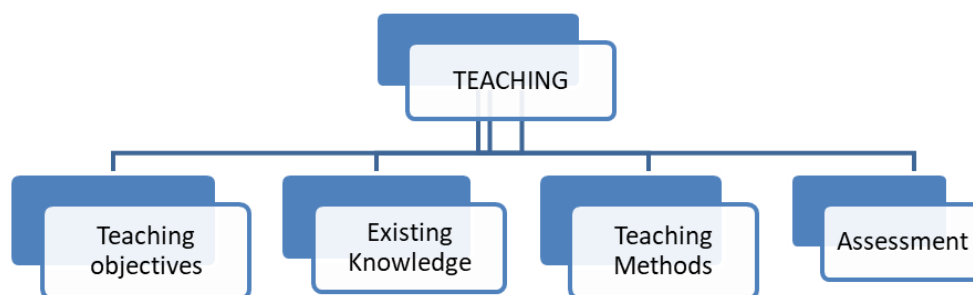 TEACHING
Teaching
objectives
Existing
Knowledge
Teaching
Methods
Assessment